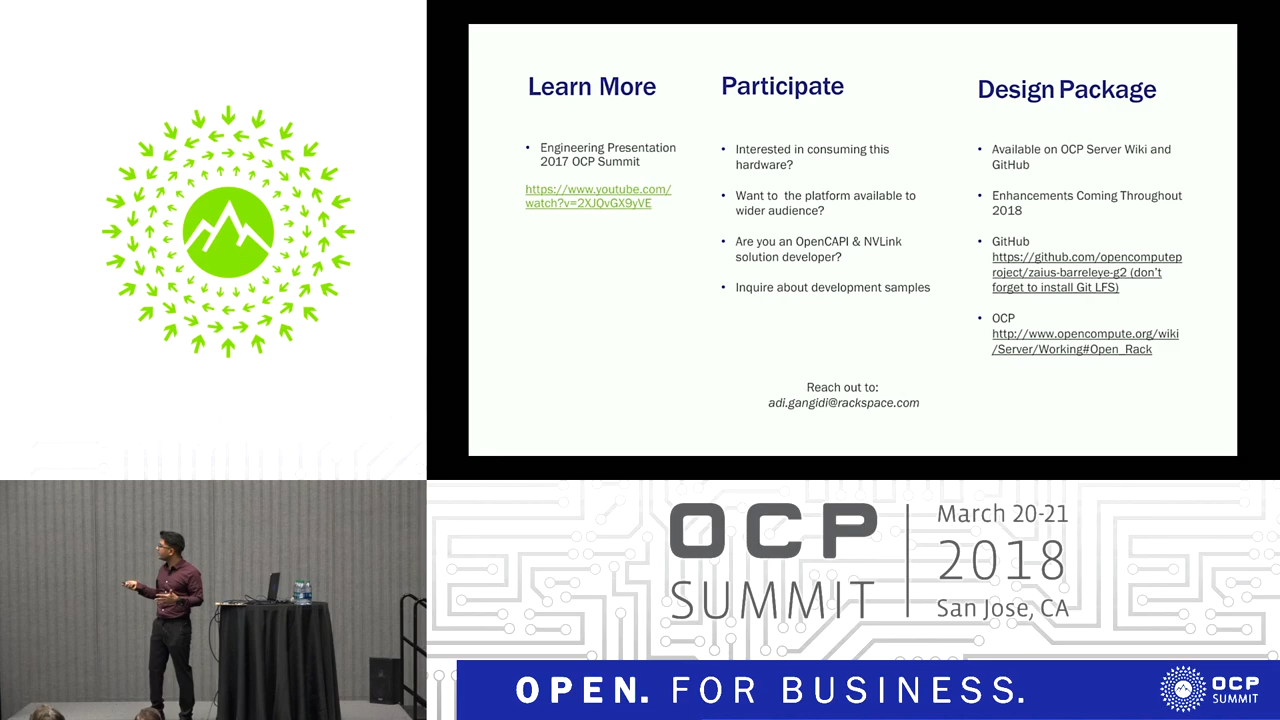 Learn More
• Engineering Presentation
2017 OCP Summit
https://www.youtube.com/
watch?v=2XJQvGX9yVE
Participate
• Interested in consuming this
hardware?
• Want to  the platform available to
wider audience?
• Are you an OpenCAPI & NVLink
solution developer?
• Inquire about development samples
Design Package
• Available on OCP Server Wiki and
GitHub
• Enhancements Coming Throughout
2018
• GitHub
https://github.com/opencomputep
roject/zaius-barreleye-g2 (don't
forget to install Git LFS)
• OCP
http://www.opencompute.org/wiki
/Server/Working#Open_Rack
Reach out to:
adi.gangidi@rackspace.com
OCP
SUMMIT
March 20-21
2018
San Jose, CA
OPEN. FOR BUSINESS.
OCP
SUMMIT